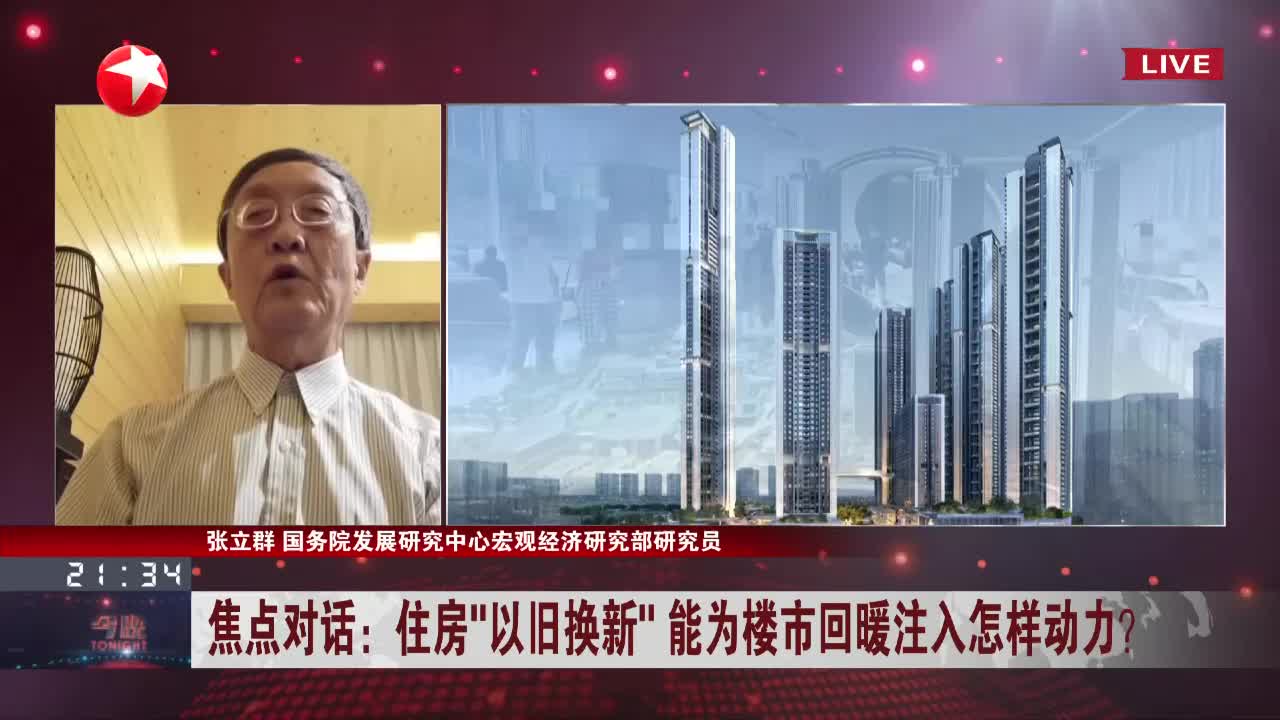 LIVE
张立群 国务院发展研究中心宏观经济研究部研究员
21:34
今晚
TONIGHT
焦点对话：住房"以旧换新" 能为楼市回暖注入怎样动力?